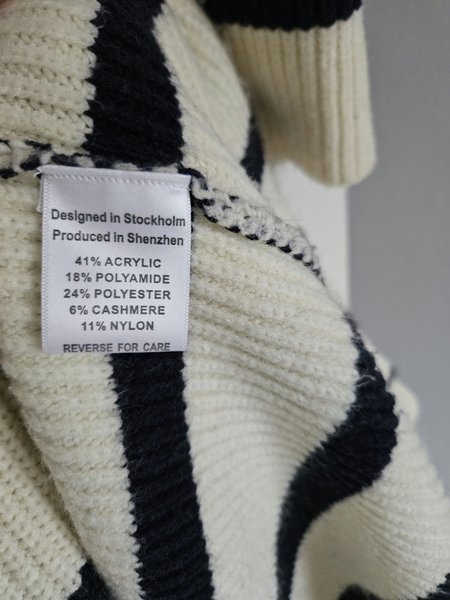 Designed in Stockholm
Produced in Shenzhen
41% ACRYLIC
18% POLYAMIDE
24% POLYESTER
6% CASHMERE
11% NYLON
REVERSE FOR CARE